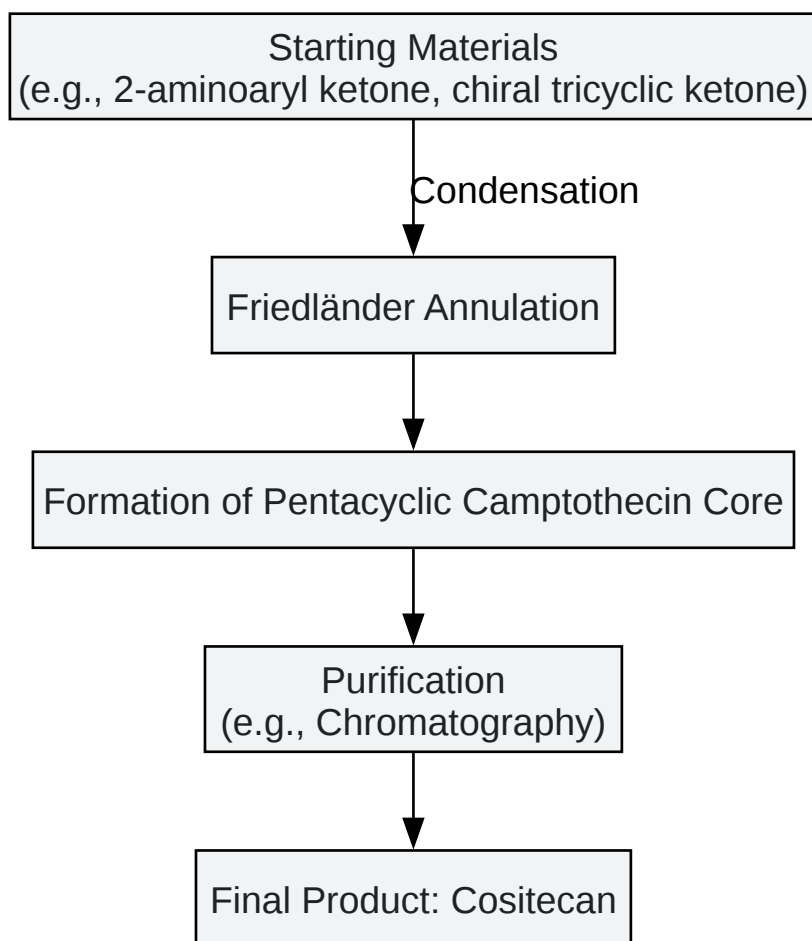 Starting Materials
(e.g., 2-aminoaryl ketone, chiral tricyclic ketone)
Condensation
Friedländer Annulation
Formation of Pentacyclic Camptothecin Core
Purification
(e.g., Chromatography)
Final Product: Cositecan